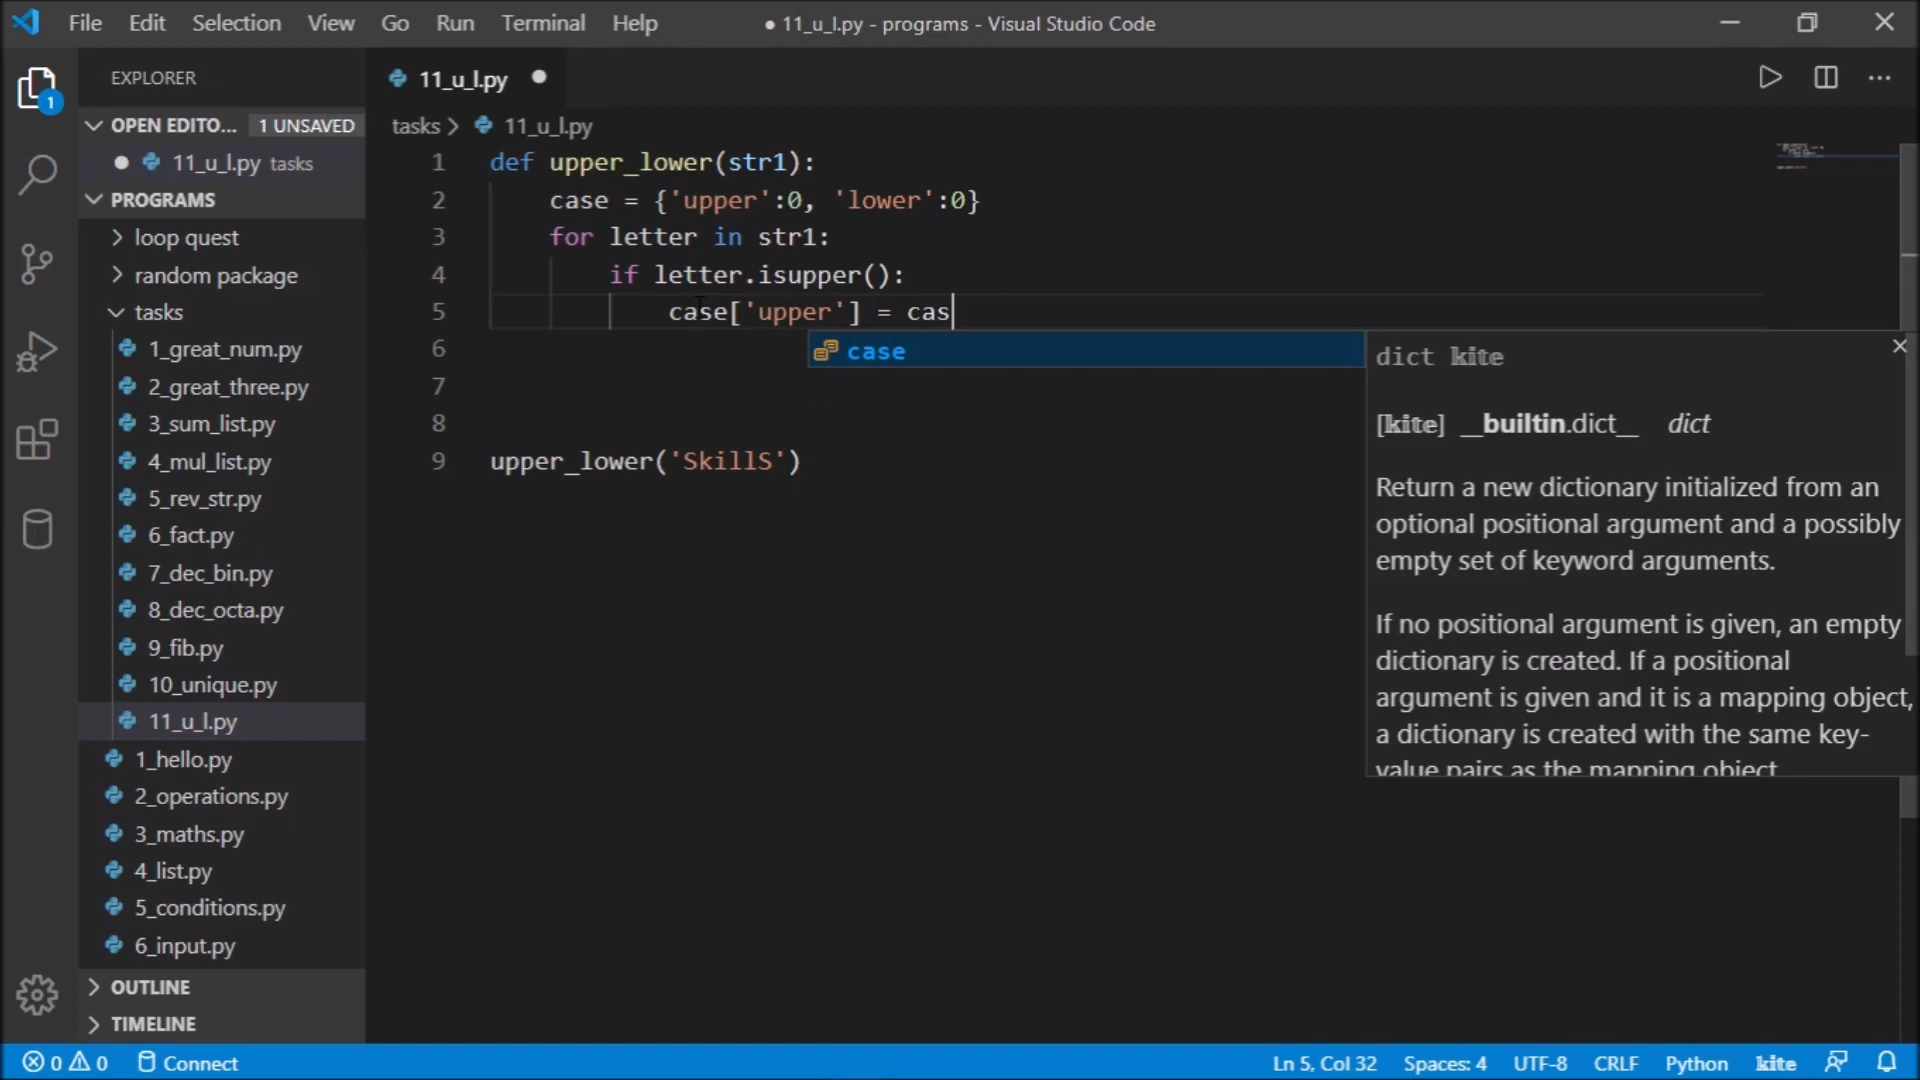 File Edit Selection View Go Run Terminal Help
● 11_u_l.py - programs - Visual Studio Code
EXPLORER
1
OPEN EDITO... 1 UNSAVED
11_u_l.py tasks
PROGRAMS
loop quest
random package
tasks
1_great_num.py
2_great_three.py
3_sum_list.py
4_mul_list.py
5_rev_str.py
6_fact.py
7_dec_bin.py
8_dec_octa.py
9_fib.py
10_unique.py
11_u_l.py
1_hello.py
2_operations.py
3_maths.py
4_list.py
5_conditions.py
6_input.py
OUTLINE
TIMELINE
11_u_l.py
tasks > 11_u_l.py
1 def upper_lower(str1):
2 case = {'upper':0, 'lower':0}
3 for letter in str1:
4 if letter.isupper():
5 case['upper'] = cas
6
7
8
9 upper_lower('SkillS')
case
dict kite
[kite] __builtin.dict__ dict
Return a new dictionary initialized from an
optional positional argument and a possibly
empty set of keyword arguments.
If no positional argument is given, an empty
dictionary is created. If a positional
argument is given and it is a mapping object,
a dictionary is created with the same key-
value pairs as the mapping object
0 0 Connect
Ln 5, Col 32 Spaces: 4 UTF-8 CRLF Python kite